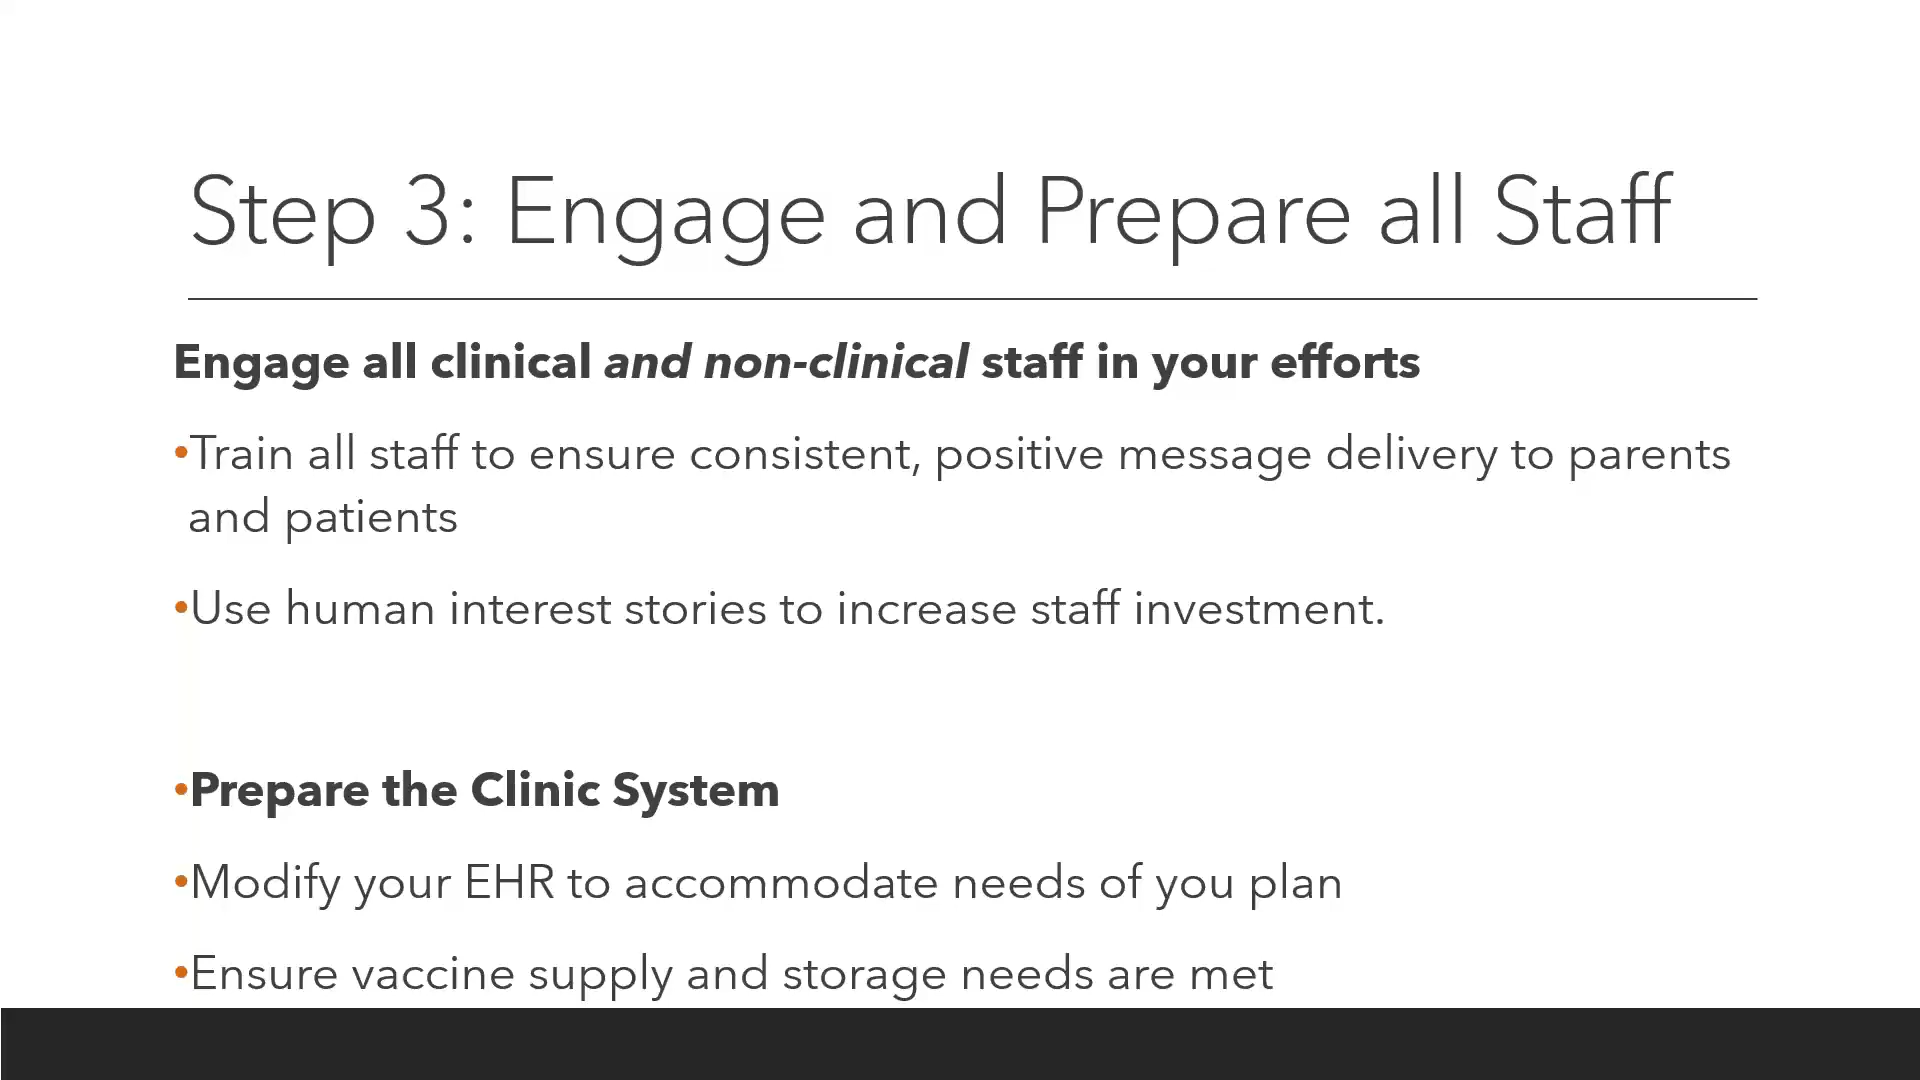 Step 3: Engage and Prepare all Staff
Engage all clinical and non-clinical staff in your efforts
•Train all staff to ensure consistent, positive message delivery to parents
and patients
•Use human interest stories to increase staff investment.
•Prepare the Clinic System
•Modify your EHR to accommodate needs of you plan
•Ensure vaccine supply and storage needs are met